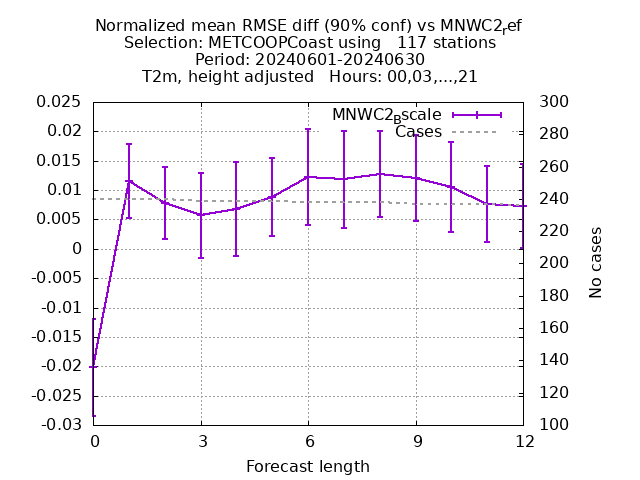 Normalized mean RMSE diff (90% conf) vs MNWC2ref
Selection: METCOOPCoast using 117 stations
Period: 20240601-20240630
T2m, height adjusted Hours: 00,03,...,21
MNWC2Bscale
Cases
0.025
0.02
0.015
0.01
0.005
0
-0.005
-0.01
-0.015
-0.02
-0.025
-0.03
300
280
260
240
220
200
180
160
140
120
100
No cases
0 3 6 9 12
Forecast length